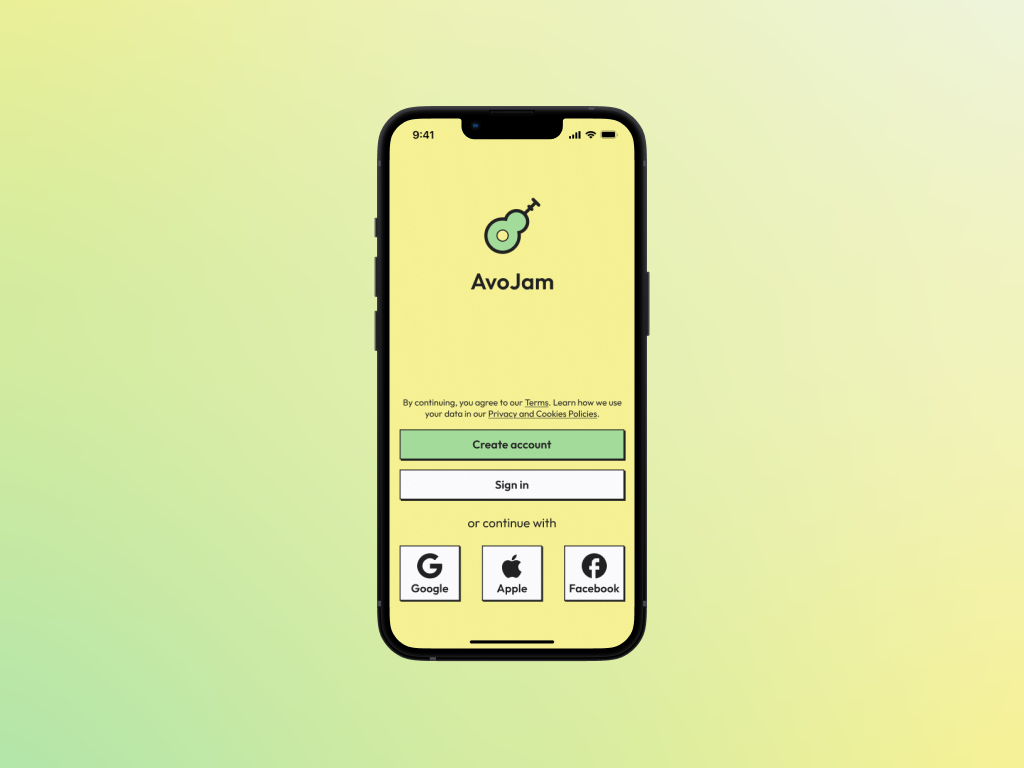 9:41
AvoJam
By continuing, you agree to our Terms. Learn how we use
your data in our Privacy and Cookies Policies.
Create account
Sign in
or continue with
Google Apple Facebook